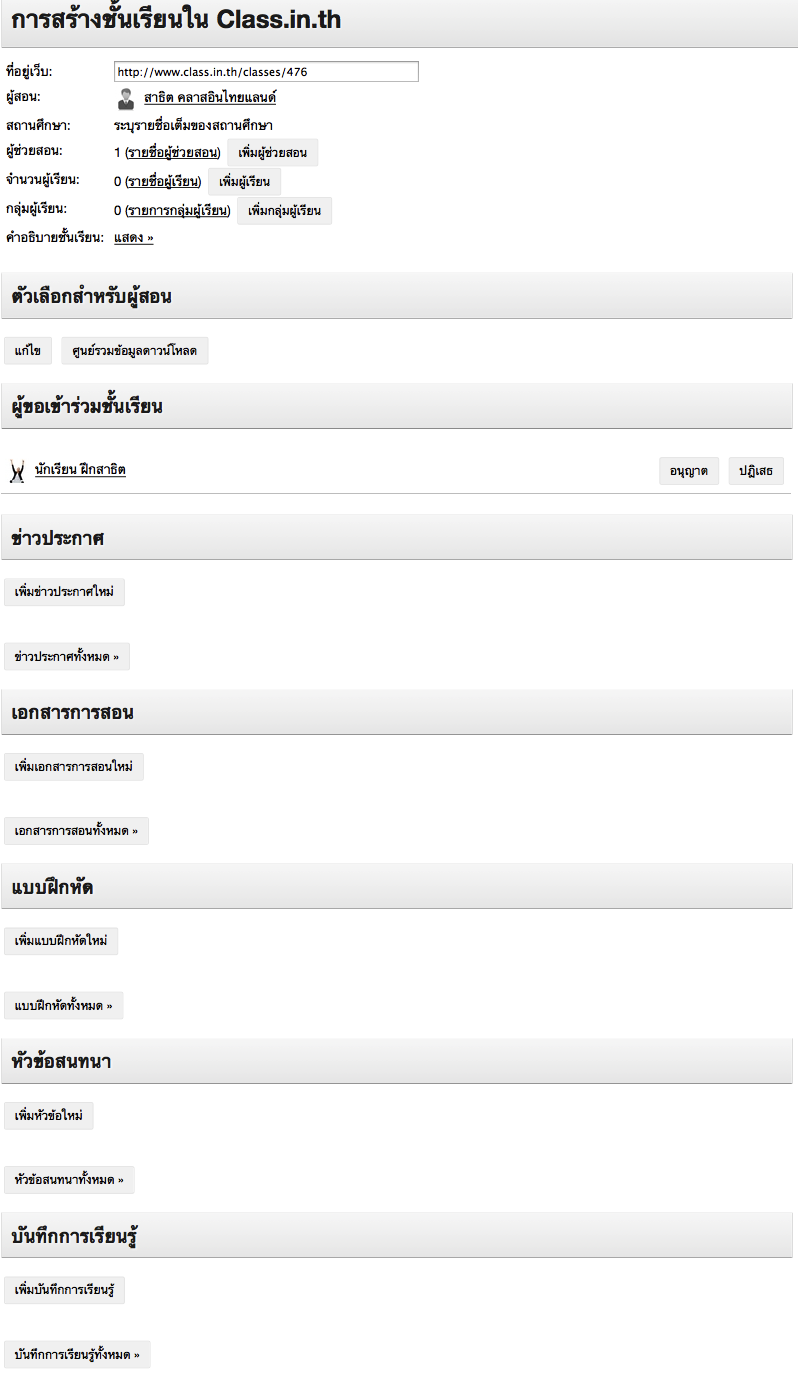 การสร้างชั้นเรียนใน Class.in.th
ที่อยู่เว็บ: http://www.class.in.th/classes/476
ผู้สอน: สาธิต คลาสอินไทยแลนด์
สถานศึกษา: ระบุรายชื่อเต็มของสถานศึกษา
ผู้ช่วยสอน: 1 (รายชื่อผู้ช่วยสอน) เพิ่มผู้ช่วยสอน
จำนวนผู้เรียน: 0 (รายชื่อผู้เรียน) เพิ่มผู้เรียน
กลุ่มผู้เรียน: 0 (รายการกลุ่มผู้เรียน) เพิ่มกลุ่มผู้เรียน
คำอธิบายชั้นเรียน: แสดง »
ตัวเลือกสำหรับผู้สอน
แก้ไข ศูนย์รวมข้อมูลดาวน์โหลด
ผู้ขอเข้าร่วมชั้นเรียน
นักเรียน ฝึกสาธิต อนุญาต ปฏิเสธ
ข่าวประกาศ
เพิ่มข่าวประกาศใหม่
ข่าวประกาศทั้งหมด »
เอกสารการสอน
เพิ่มเอกสารการสอนใหม่
เอกสารการสอนทั้งหมด »
แบบฝึกหัด
เพิ่มแบบฝึกหัดใหม่
แบบฝึกหัดทั้งหมด »
หัวข้อสนทนา
เพิ่มหัวข้อใหม่
หัวข้อสนทนาทั้งหมด »
บันทึกการเรียนรู้
เพิ่มบันทึกการเรียนรู้
บันทึกการเรียนรู้ทั้งหมด »